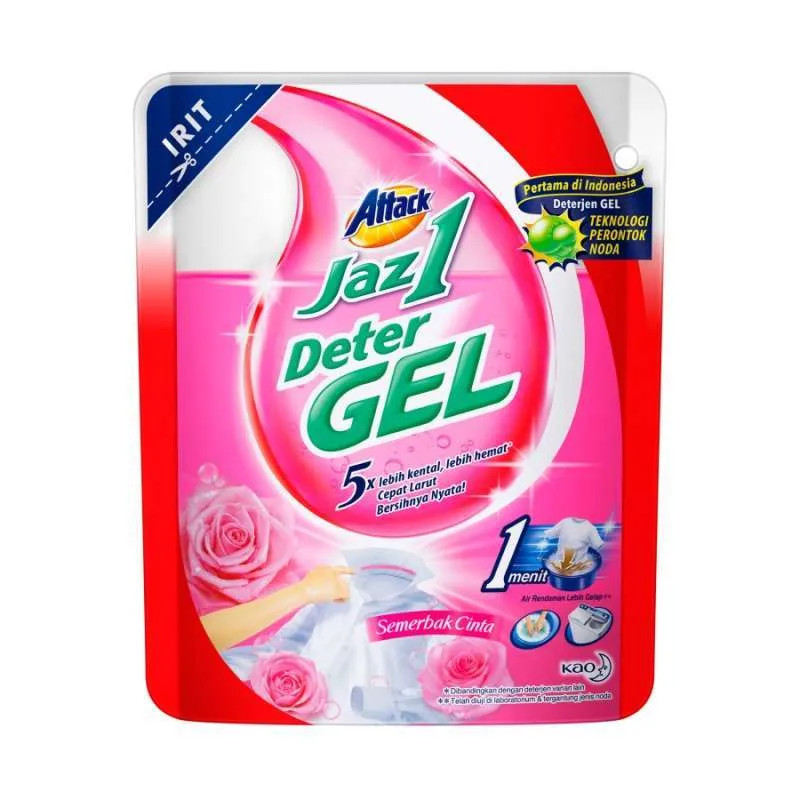 IRIT
Attack
Jaz1
Deter
GEL
Pertama di Indonesia
Deterjen GEL
TEKNOLOGI
PERONTOK
NODA
5x lebih kental, lebih hemat*
Cepat Larut
Bersihnya Nyata!
1 menit
Air Rendaman Lebih Gelap**
Semerbak Cinta
Kao
* Dibandingkan dengan deterjen varian lain
** Telah diuji di laboratorium & tergantung jenis noda